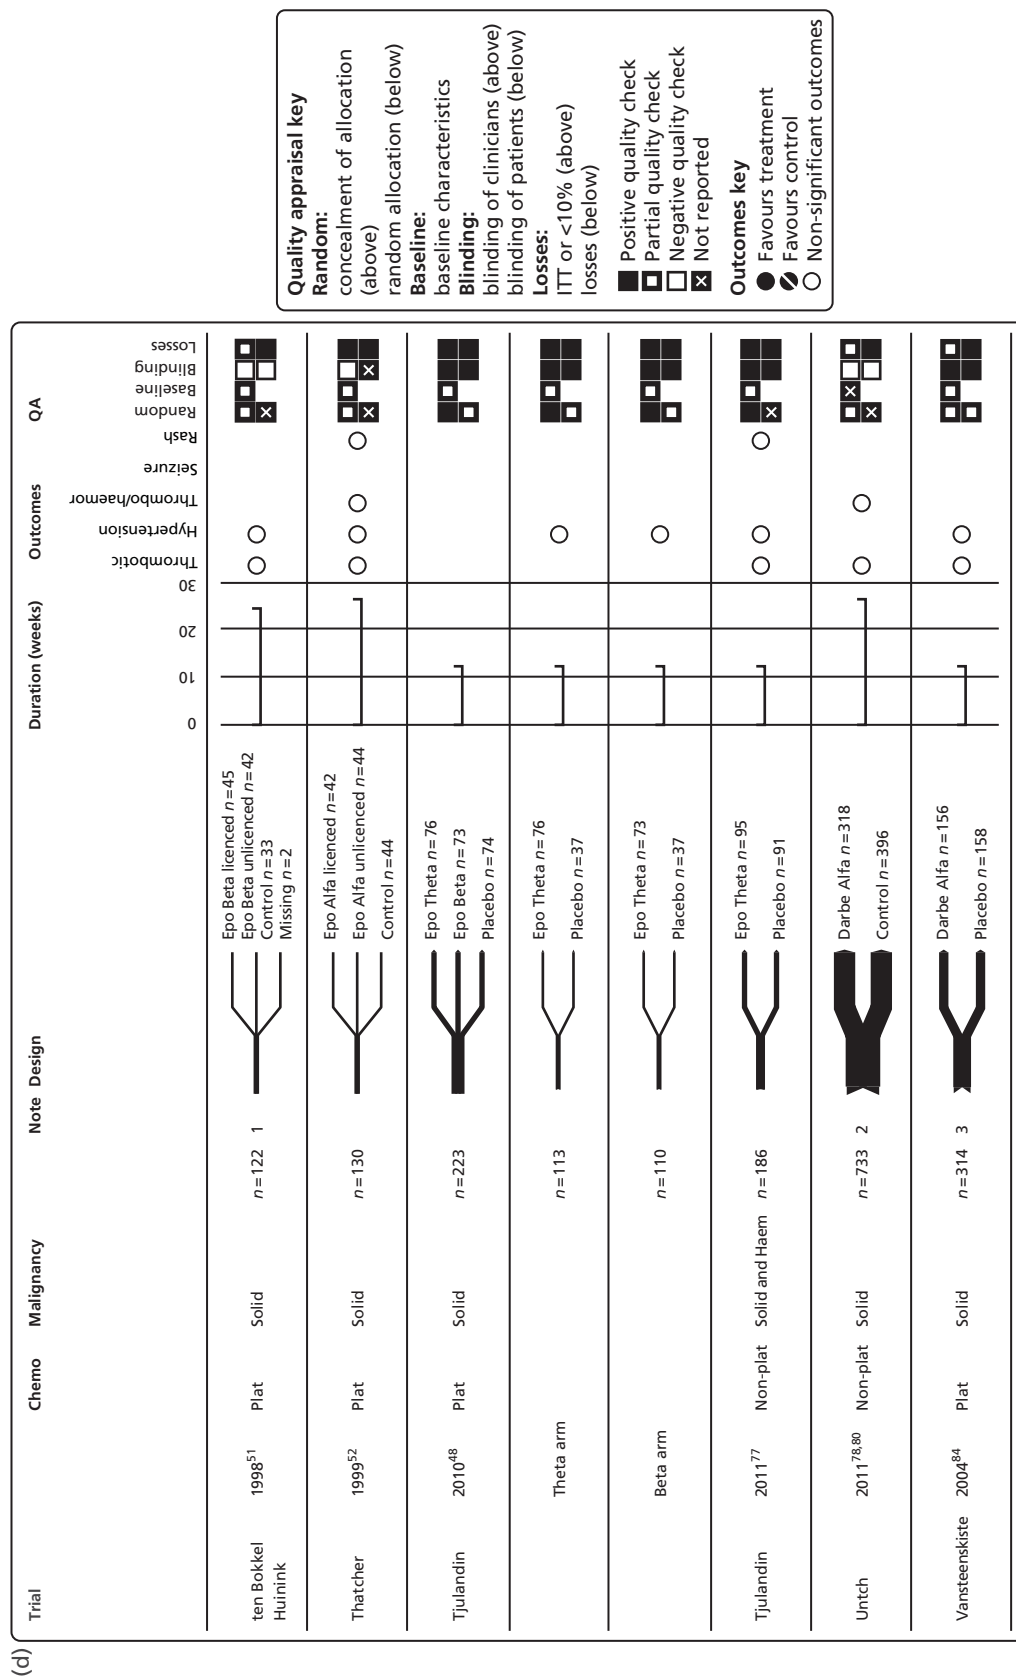 (d)
Trial Chemo Malignancy Note Design Duration (weeks) Outcomes QA
0 10 20 30 Thrombotic Hypertension Thrombo/haemor Seizure Rash Random Baseline Blinding Losses
ten Bokkel
Huinink 1998⁵¹ Plat Solid n=122 1
Epo Beta licenced n=45
Epo Beta unlicenced n=42
Control n=33
Missing n=2
Thatcher 1999⁵² Plat Solid n=130
Epo Alfa licenced n=42
Epo Alfa unlicenced n=44
Control n=44
Tjulandin 2010⁴⁸ Plat Solid n=223
Epo Theta n=76
Epo Beta n=73
Placebo n=74
Theta arm n=113
Epo Theta n=76
Placebo n=37
Beta arm n=110
Epo Theta n=73
Placebo n=37
Tjulandin 2011⁷⁷ Non-plat Solid and Haem n=186
Epo Theta n=95
Placebo n=91
Untch 2011⁷⁸,⁸⁰ Non-plat Solid n=733 2
Darbe Alfa n=318
Control n=396
Vansteenskiste 2004⁸⁴ Plat Solid n=314 3
Darbe Alfa n=156
Placebo n=158
Quality appraisal key
Random:
concealment of allocation
(above)
random allocation (below)
Baseline:
baseline characteristics
Blinding:
blinding of clinicians (above)
blinding of patients (below)
Losses:
ITT or <10% (above)
losses (below)
Positive quality check
Partial quality check
Negative quality check
Not reported
Outcomes key
Favours treatment
Favours control
Non-significant outcomes